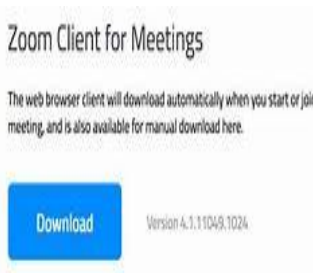 Zoom Client for Meetings
The web browser client will download automatically when you start or join
meeting, and is also available for manual download here.
Download
Version 4.1.11049.1024